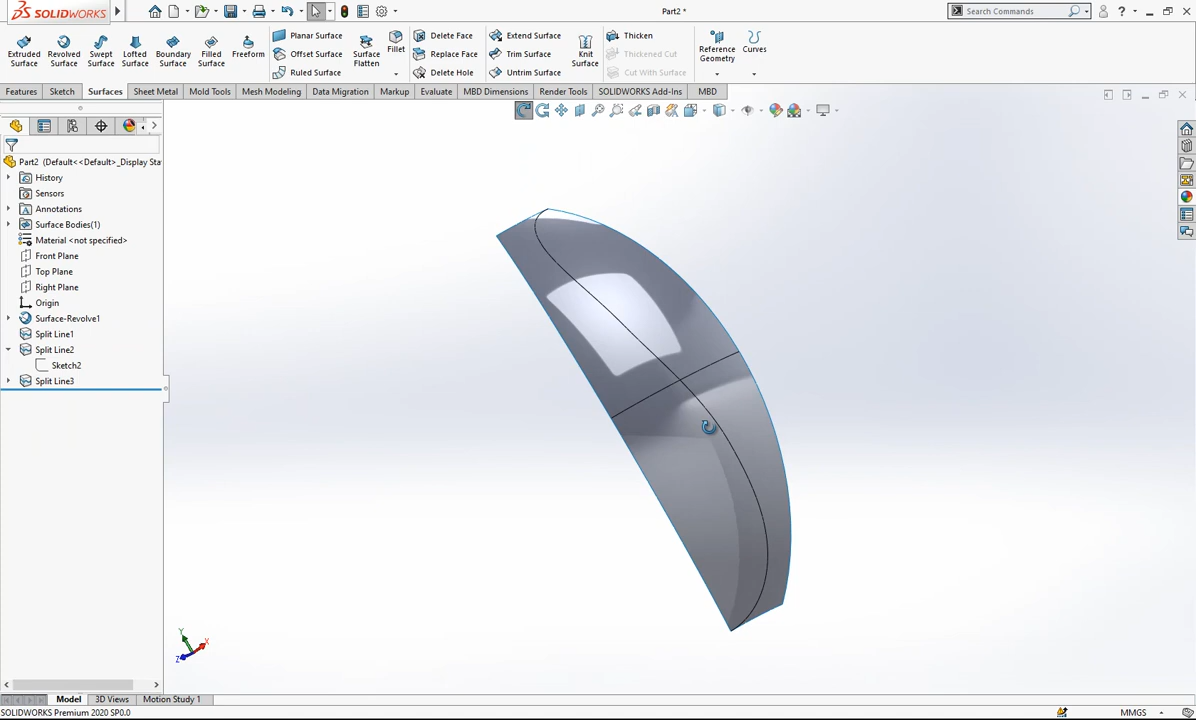 SOLIDWORKS
Part2 *
Search Commands
Extruded Surface
Revolved Surface
Swept Surface
Lofted Surface
Boundary Surface
Filled Surface
Freeform
Planar Surface
Offset Surface
Ruled Surface
Surface Flatten
Fillet
Delete Face
Replace Face
Delete Hole
Extend Surface
Trim Surface
Untrim Surface
Knit Surface
Thicken
Thickened Cut
Cut With Surface
Reference Geometry
Curves
Features Sketch Surfaces Sheet Metal Mold Tools Mesh Modeling Data Migration Markup Evaluate MBD Dimensions Render Tools SOLIDWORKS Add-Ins MBD
Part2 (Default<<Default>_Display Sta
History
Sensors
Annotations
Surface Bodies(1)
Material <not specified>
Front Plane
Top Plane
Right Plane
Origin
Surface-Revolve1
Split Line1
Split Line2
Sketch2
Split Line3
Y
X
Z
Model 3D Views Motion Study 1
SOLIDWORKS Premium 2020 SP0.0
MMGS